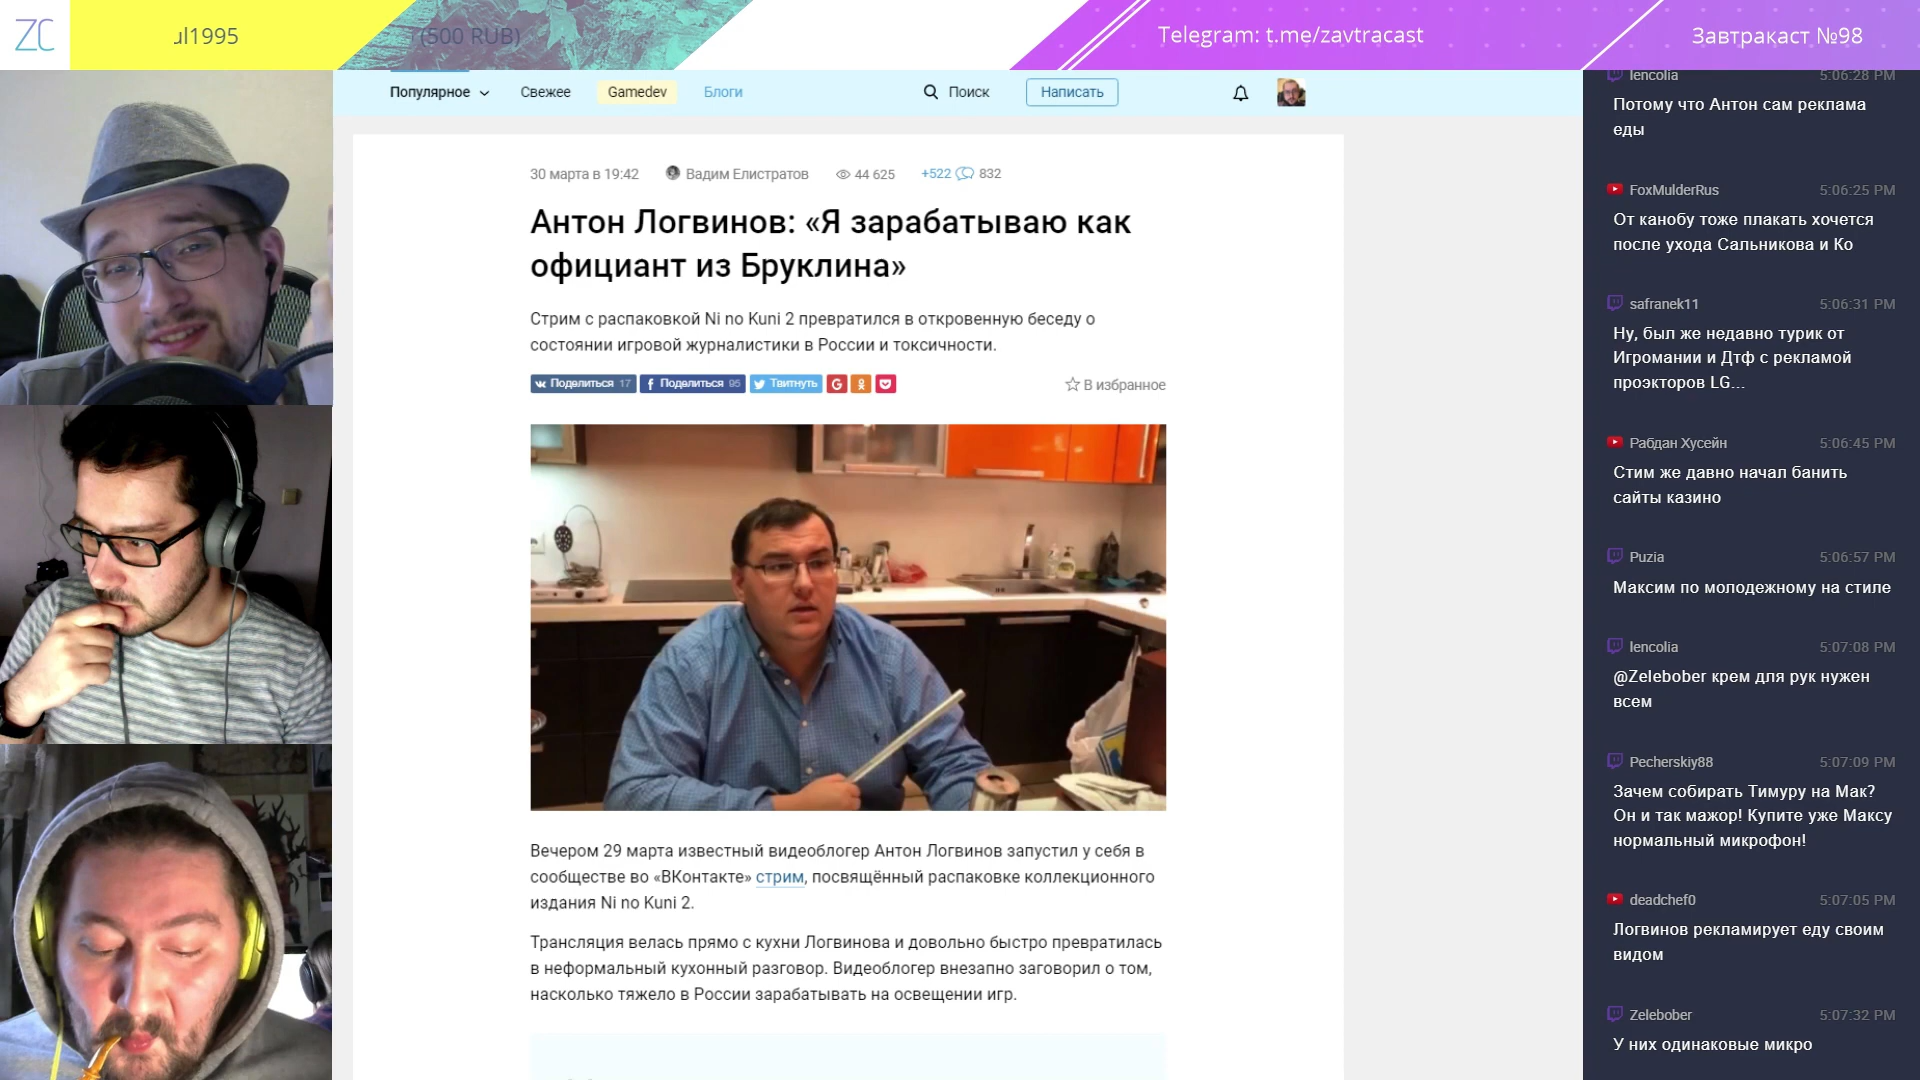 ZC
ul1995
(500 RUB)
Telegram: t.me/zavtracast
Завтракаст №98
Популярное
Свежее
Gamedev
Блоги
Поиск
Написать
30 марта в 19:42
Вадим Елистратов
44 625
+522
832
Антон Логвинов: «Я зарабатываю как
официант из Бруклина»
Стрим с распаковкой Ni no Kuni 2 превратился в откровенную беседу о
состоянии игровой журналистики в России и токсичности.
Поделиться 17
Поделиться 95
Твитнуть
В избранное
Вечером 29 марта известный видеоблогер Антон Логвинов запустил у себя в
сообществе во «ВКонтакте» стрим, посвящённый распаковке коллекционного
издания Ni no Kuni 2.
Трансляция велась прямо с кухни Логвинова и довольно быстро превратилась
в неформальный кухонный разговор. Видеоблогер внезапно заговорил о том,
насколько тяжело в России зарабатывать на освещении игр.
lencolia 5:06:28 PM
Потому что Антон сам реклама
еды
FoxMulderRus 5:06:25 PM
От канобу тоже плакать хочется
после ухода Сальникова и Ко
safranek11 5:06:31 PM
Ну, был же недавно турик от
Игромании и Дтф с рекламой
проэкторов LG...
Рабдан Хусейн 5:06:45 PM
Стим же давно начал банить
сайты казино
Puzia 5:06:57 PM
Максим по молодежному на стиле
lencolia 5:07:08 PM
@Zelebober крем для рук нужен
всем
Pecherskiy88 5:07:09 PM
Зачем собирать Тимуру на Мак?
Он и так мажор! Купите уже Максу
нормальный микрофон!
deadchef0 5:07:05 PM
Логвинов рекламирует еду своим
видом
Zelebober 5:07:32 PM
У них одинаковые микро